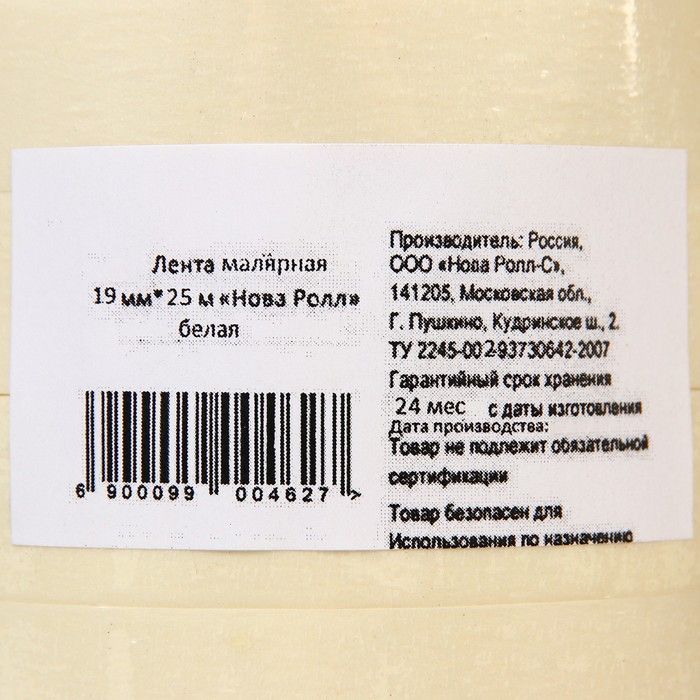 Лента малярная
19 мм*25 м «Нова Ролл»
белая
6 900099 004627 >
Производитель: Россия,
ООО «Нова Ролл-С»,
141205, Московская обл.,
Г. Пушкино, Кудринское ш., 2.
ТУ 2245-002-93730642-2007
Гарантийный срок хранения
24 мес с даты изготовления
Дата производства:
Товар не подлежит обязательной
сертификации
Товар безопасен для
Использования по назначению